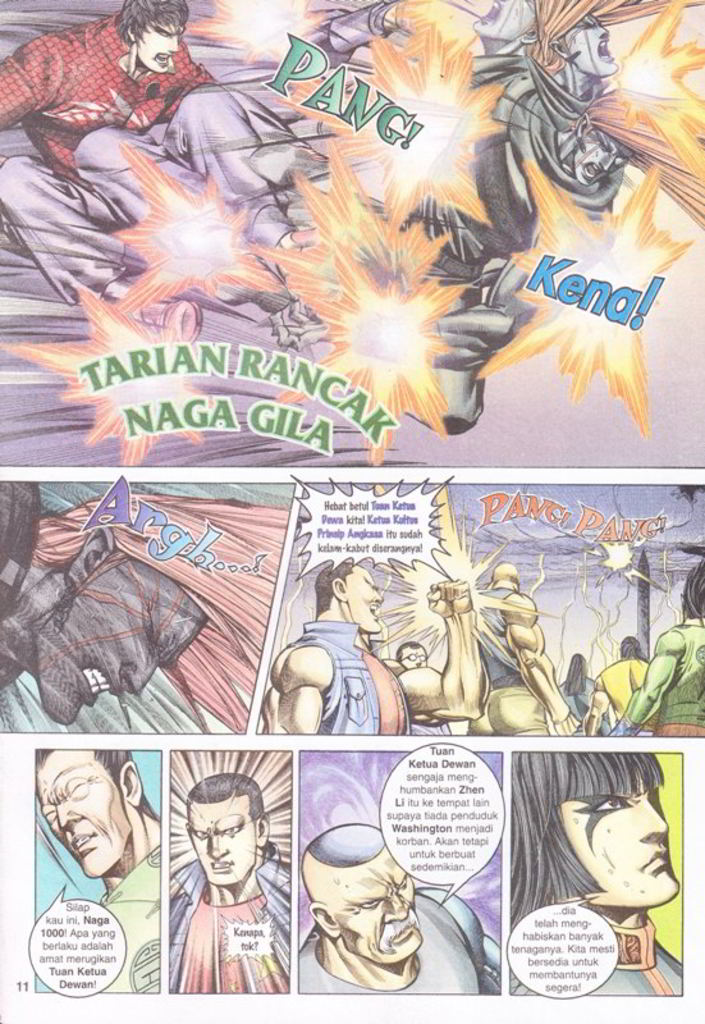 PANG!
Kena!
TARIAN RANCAK
NAGA GILA
Argh...!
Hebat betul Tuan Ketua
Dewa kita! Ketua Kultus
Prinsip Angkasa itu sudah
kelam-kabut diserangnya!
PANG! PANG!
Silap
kau ini, Naga
1000! Apa yang
berlaku adalah
amat merugikan
Tuan Ketua
Dewan!
Kenapa,
tok?
Tuan
Ketua Dewan
sengaja meng-
humbankan Zhen
Li itu ke tempat lain
supaya penduduk
Washington menjadi
korban. Akan tetapi
untuk berbuat
sedemikian...
...dia
telah meng-
habiskan banyak
tenaganya. Kita mesti
bersedia untuk
membantunya
segera!
11